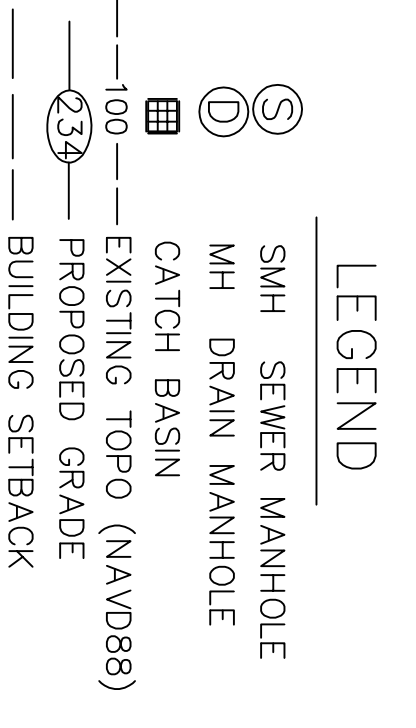 LEGEND
S SMH SEWER MANHOLE
D MH DRAIN MANHOLE
CATCH BASIN
100 EXISTING TOPO (NAVD88)
234 PROPOSED GRADE
BUILDING SETBACK